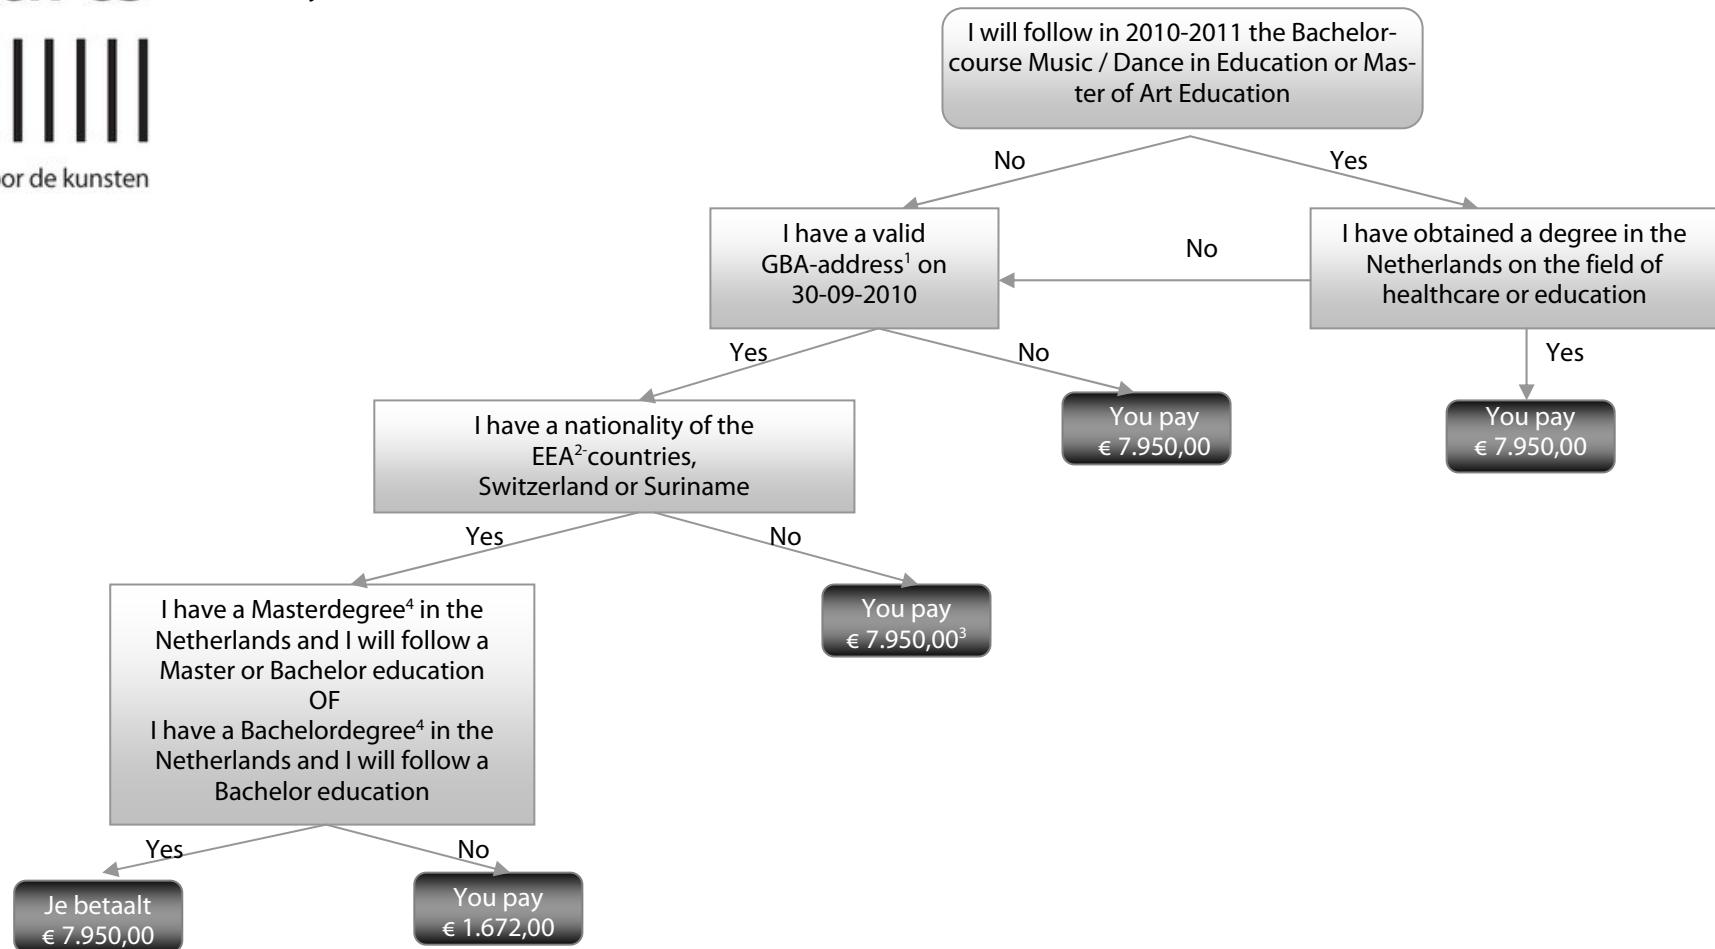 or de kunsten
I will follow in 2010-2011 the Bachelor-
course Music / Dance in Education or Mas-
ter of Art Education
No
Yes
I have a valid
GBA-address¹ on
30-09-2010
No
I have obtained a degree in the
Netherlands on the field of
healthcare or education
Yes
No
Yes
I have a nationality of the
EEA²-countries,
Switzerland or Suriname
You pay
€ 7.950,00
You pay
€ 7.950,00
Yes
No
I have a Masterdegree⁴ in the
Netherlands and I will follow a
Master or Bachelor education
OF
I have a Bachelordegree⁴ in the
Netherlands and I will follow a
Bachelor education
You pay
€ 7.950,00³
Yes
No
Je betaalt
€ 7.950,00
You pay
€ 1.672,00